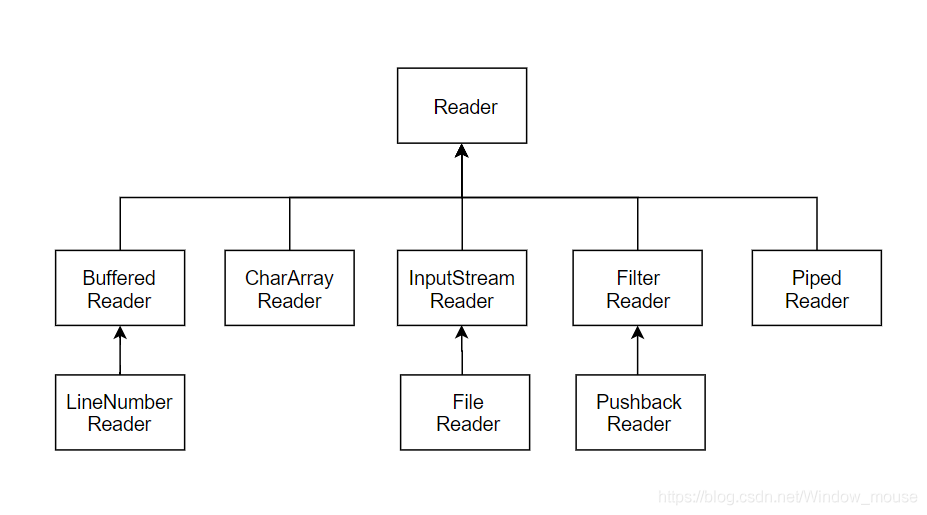 Reader
Buffered
Reader
CharArray
Reader
InputStream
Reader
Filter
Reader
Piped
Reader
LineNumber
Reader
File
Reader
Pushback
Reader
https://blog.csdn.net/Window_mouse